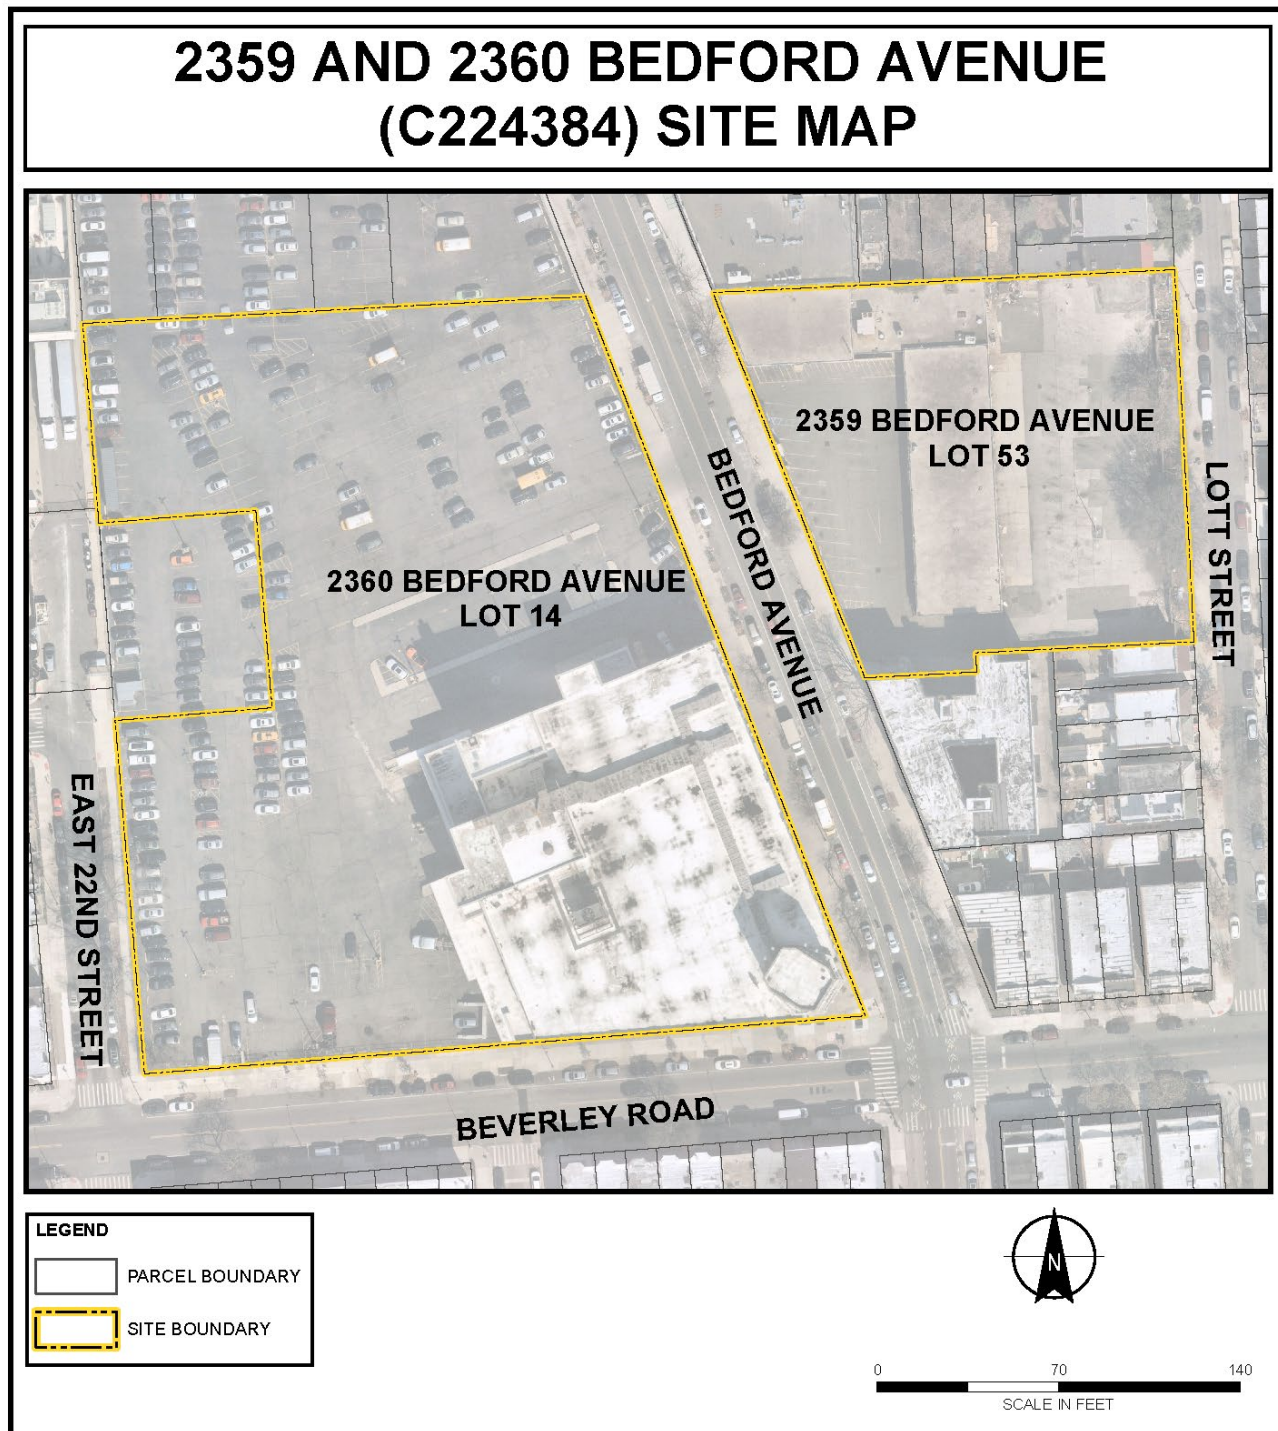 2359 AND 2360 BEDFORD AVENUE
(C224384) SITE MAP
2359 BEDFORD AVENUE
LOT 53
BEDFORD AVENUE
LOTT STREET
2360 BEDFORD AVENUE
LOT 14
EAST 22ND STREET
BEVERLEY ROAD
LEGEND
PARCEL BOUNDARY
SITE BOUNDARY
N
0 70 140
SCALE IN FEET